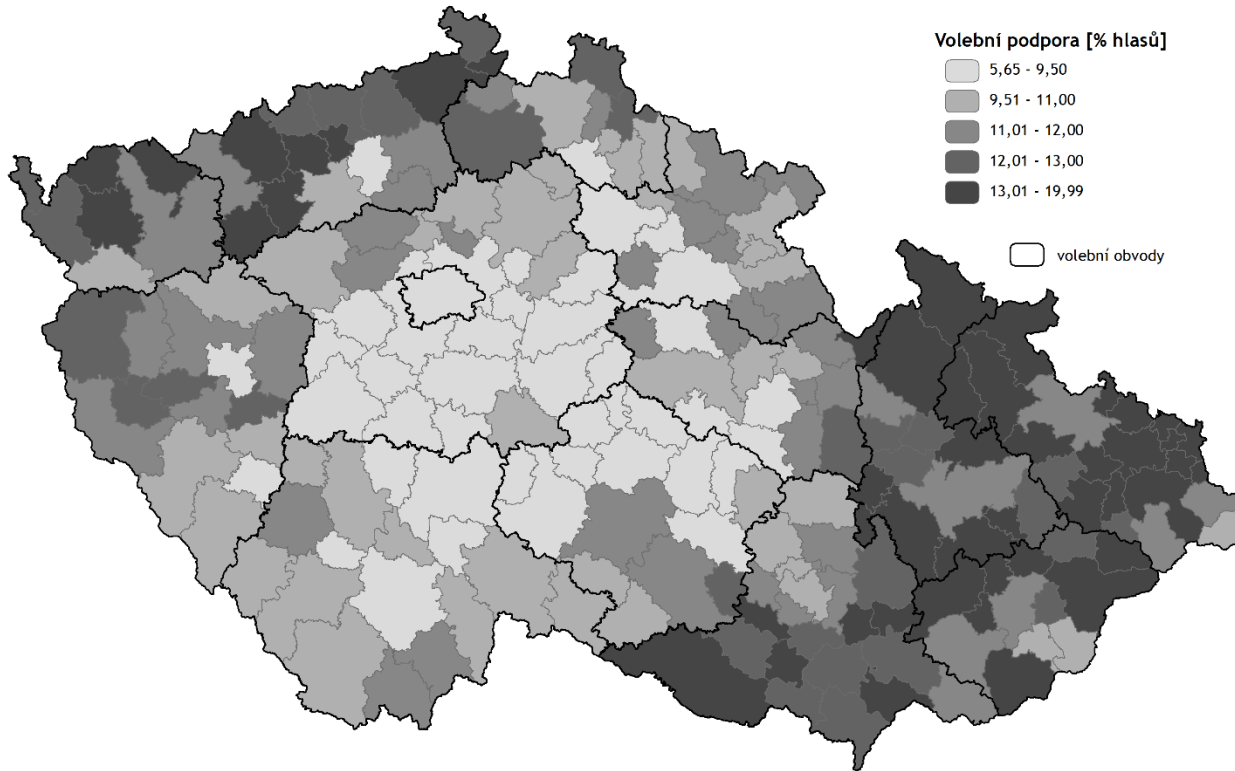 Volební podpora [% hlasů]
5,65 - 9,50
9,51 - 11,00
11,01 - 12,00
12,01 - 13,00
13,01 - 19,99
volební obvody